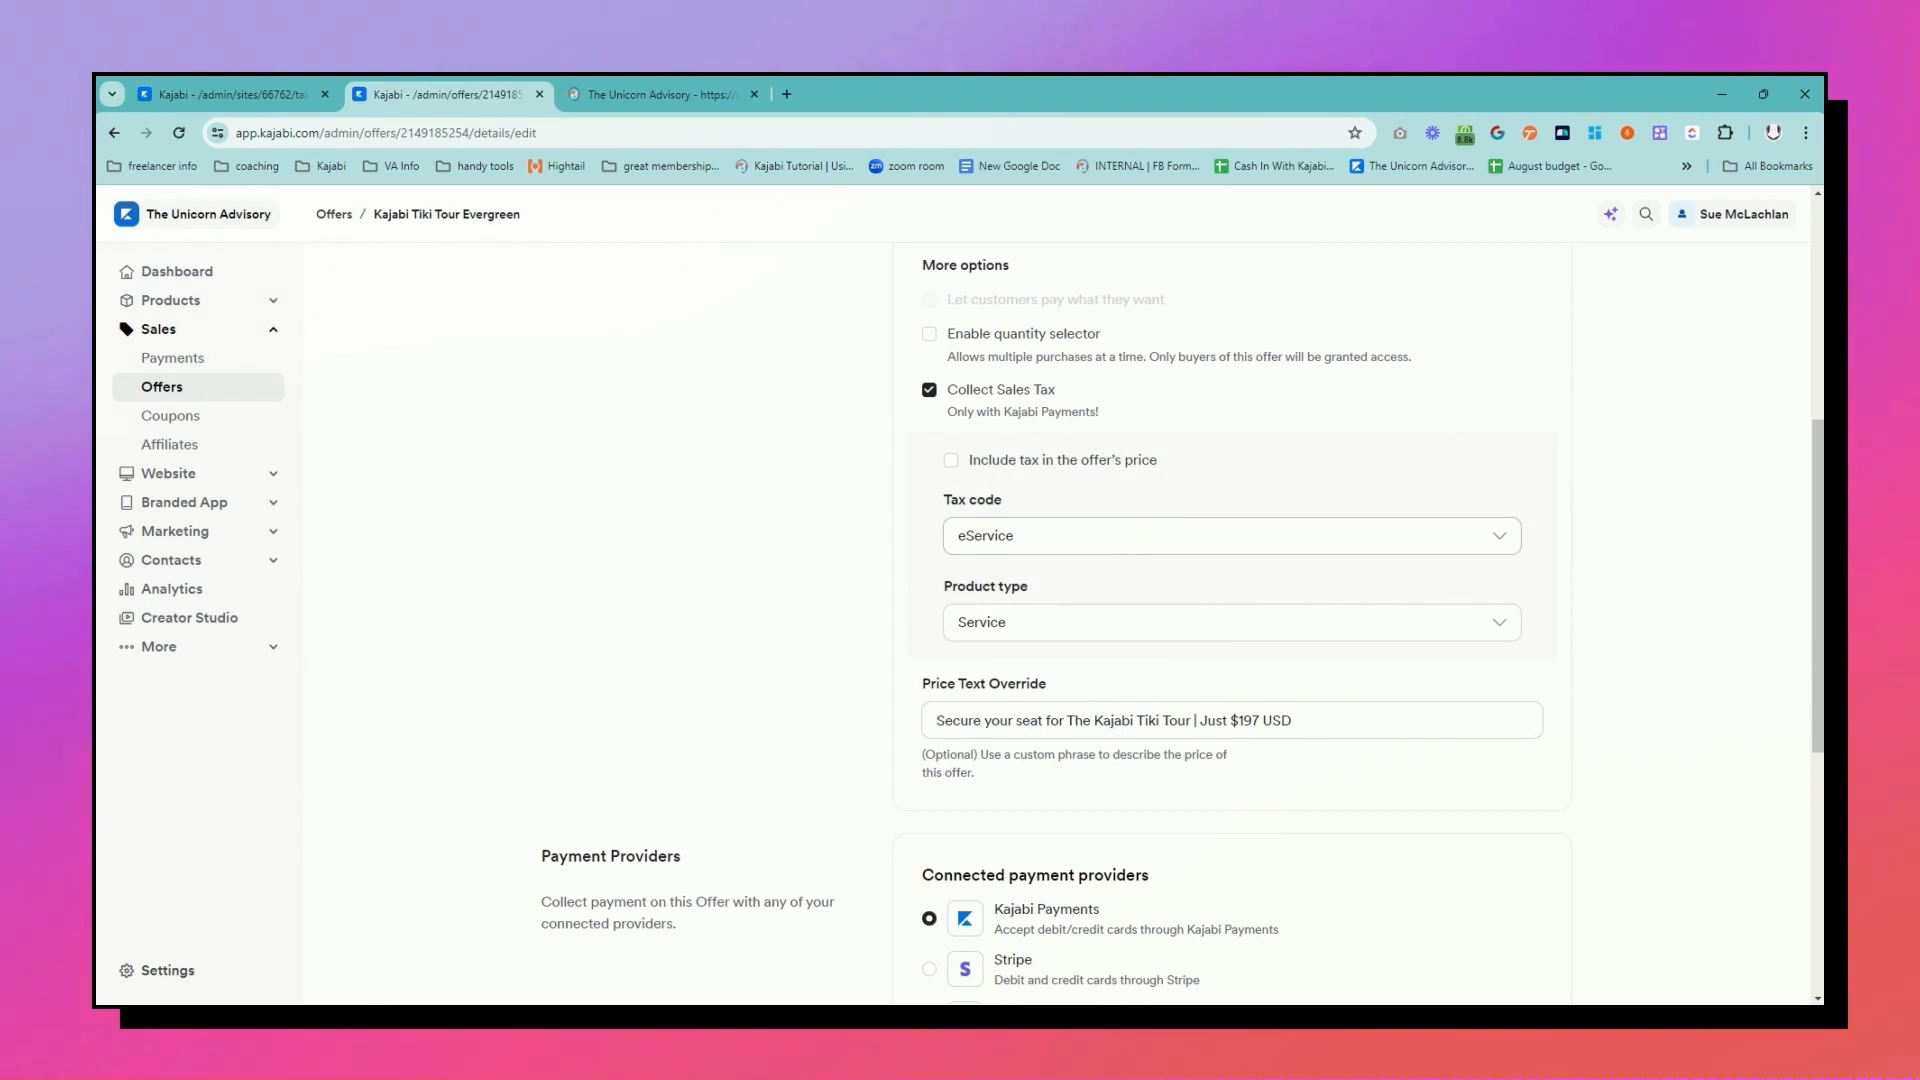 Kajabi - /admin/sites/66762/ta
Kajabi - /admin/offers/2149185
The Unicorn Advisory - https://
app.kajabi.com/admin/offers/2149185254/details/edit
8.8k
freelancer info
coaching
Kajabi
VA Info
handy tools
Hightail
great membership...
Kajabi Tutorial | Usi...
zm
zoom room
New Google Doc
INTERNAL | FB Form...
Cash In With Kajabi...
The Unicorn Advisor...
August budget - Go...
All Bookmarks
The Unicorn Advisory
Offers / Kajabi Tiki Tour Evergreen
Sue McLachlan
Dashboard
Products
Sales
Payments
Offers
Coupons
Affiliates
Website
Branded App
Marketing
Contacts
Analytics
Creator Studio
More
Settings
More options
Let customers pay what they want
Enable quantity selector
Allows multiple purchases at a time. Only buyers of this offer will be granted access.
Collect Sales Tax
Only with Kajabi Payments!
Include tax in the offer's price
Tax code
eService
Product type
Service
Price Text Override
Secure your seat for The Kajabi Tiki Tour | Just $197 USD
(Optional) Use a custom phrase to describe the price of
this offer.
Payment Providers
Collect payment on this Offer with any of your
connected providers.
Connected payment providers
Kajabi Payments
Accept debit/credit cards through Kajabi Payments
S
Stripe
Debit and credit cards through Stripe